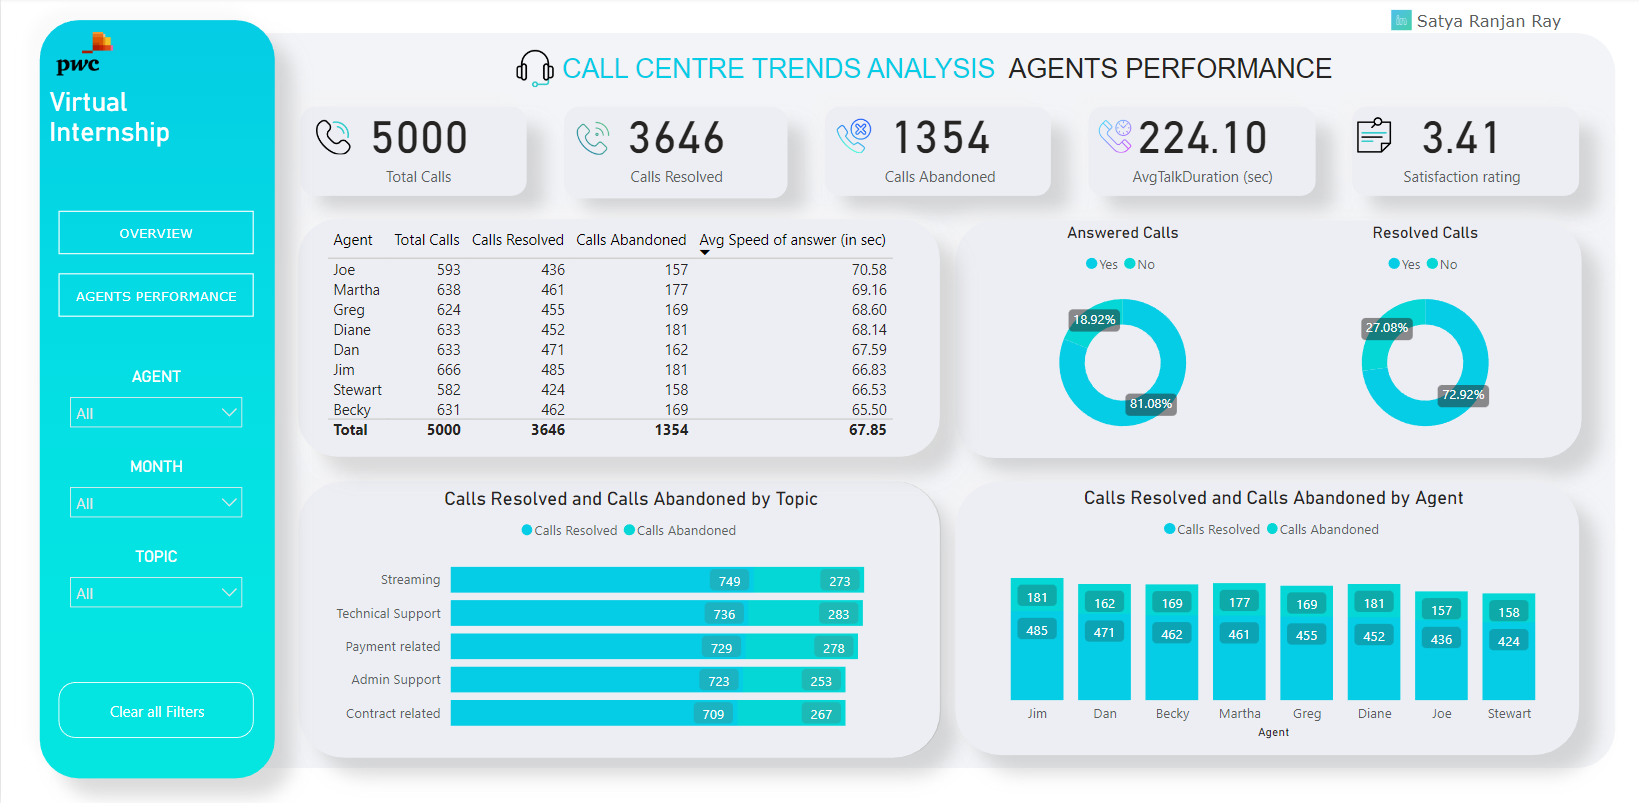 in Satya Ranjan Ray
pwc
Virtual
Internship
OVERVIEW
AGENTS PERFORMANCE
AGENT
All
MONTH
All
TOPIC
All
Clear all Filters
CALL CENTRE TRENDS ANALYSIS AGENTS PERFORMANCE
5000
Total Calls
3646
Calls Resolved
1354
Calls Abandoned
224.10
AvgTalkDuration (sec)
3.41
Satisfaction rating
Agent Total Calls Calls Resolved Calls Abandoned Avg Speed of answer (in sec)
Joe 593 436 157 70.58
Martha 638 461 177 69.16
Greg 624 455 169 68.60
Diane 633 452 181 68.14
Dan 633 471 162 67.59
Jim 666 485 181 66.83
Stewart 582 424 158 66.53
Becky 631 462 169 65.50
Total 5000 3646 1354 67.85
Answered Calls
Yes No
18.92%
81.08%
Resolved Calls
Yes No
27.08%
72.92%
Calls Resolved and Calls Abandoned by Topic
Calls Resolved Calls Abandoned
Streaming 749 273
Technical Support 736 283
Payment related 729 278
Admin Support 723 253
Contract related 709 267
Calls Resolved and Calls Abandoned by Agent
Calls Resolved Calls Abandoned
181 162 169 177 169 181 157 158
485 471 462 461 455 452 436 424
Jim Dan Becky Martha Greg Diane Joe Stewart
Agent